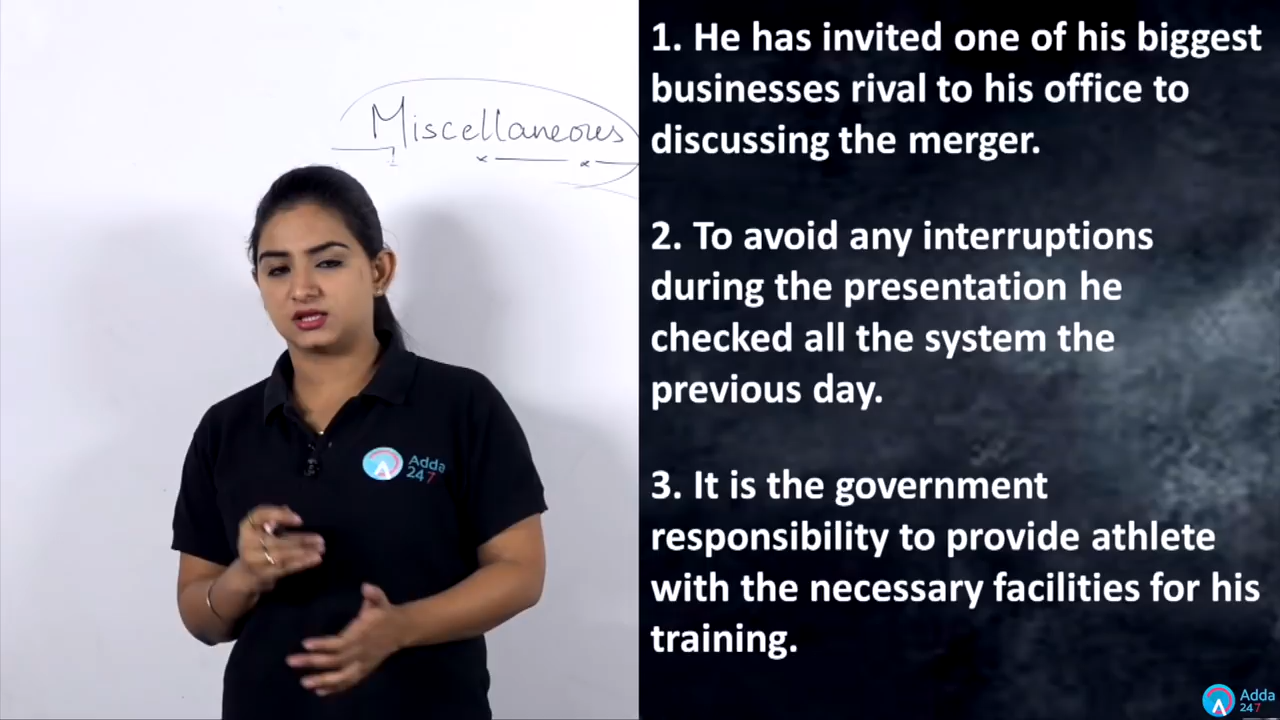 Miscellaneous
Adda
247
1. He has invited one of his biggest
businesses rival to his office to
discussing the merger.
2. To avoid any interruptions
during the presentation he
checked all the system the
previous day.
3. It is the government
responsibility to provide athlete
with the necessary facilities for his
training.
Adda
247